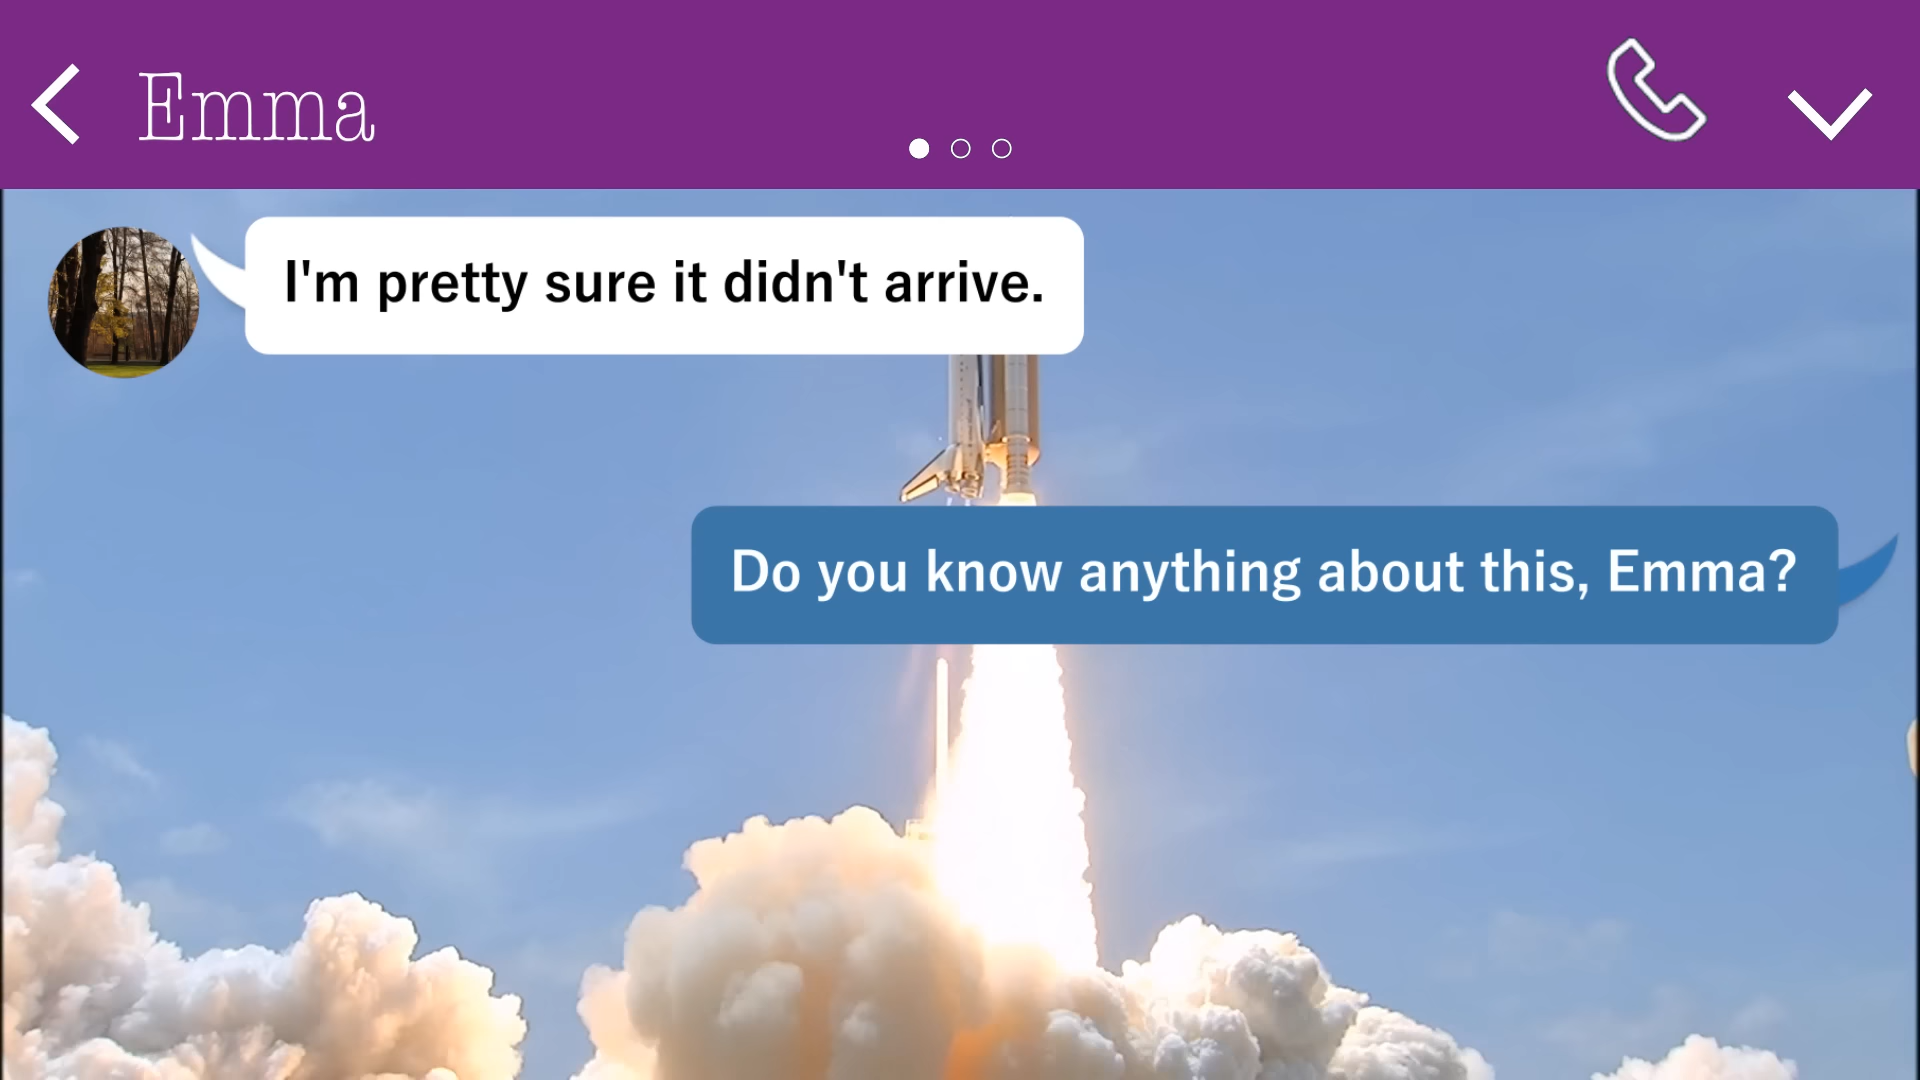 Emma
I'm pretty sure it didn't arrive.
Do you know anything about this, Emma?